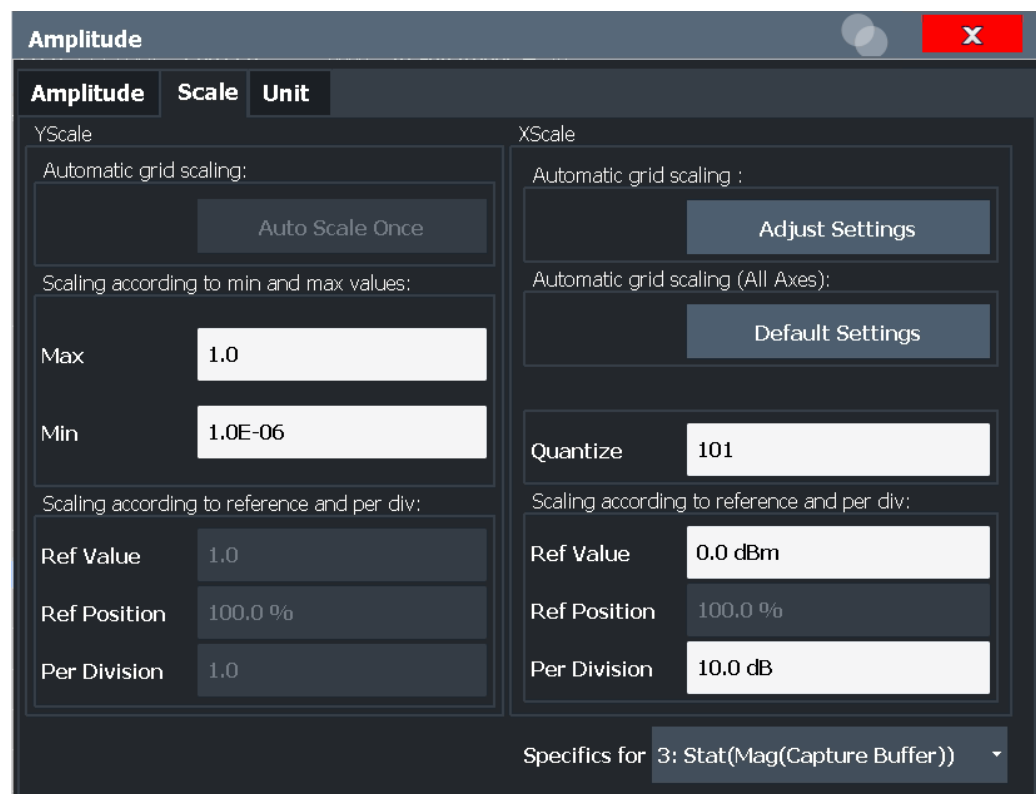 Amplitude
X
Amplitude Scale Unit
YScale
Automatic grid scaling:
Auto Scale Once
Scaling according to min and max values:
Max 1.0
Min 1.0E-06
Scaling according to reference and per div:
Ref Value 1.0
Ref Position 100.0 %
Per Division 1.0
XScale
Automatic grid scaling :
Adjust Settings
Automatic grid scaling (All Axes):
Default Settings
Quantize 101
Scaling according to reference and per div:
Ref Value 0.0 dBm
Ref Position 100.0 %
Per Division 10.0 dB
Specifics for 3: Stat(Mag(Capture Buffer))